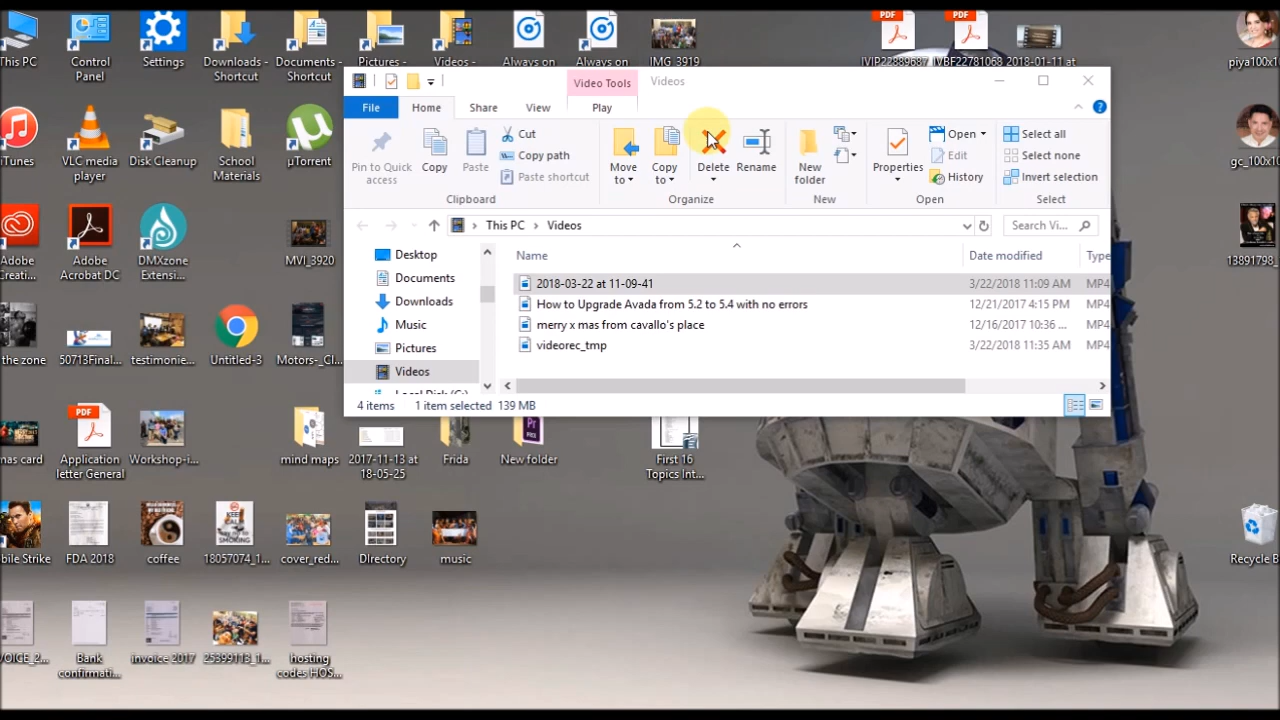 This PC
Control
Panel
Settings
Downloads -
Shortcut
Documents -
Shortcut
Pictures -
Videos -
Always on
Always on
IMG_3919
PDF
PDF
IVIP22889687
IVBF22781068
2018-01-11 at
piya100x10
Video Tools
Videos
File
Home
Share
View
Play
Pin to Quick
access
Copy
Paste
Cut
Copy path
Paste shortcut
Clipboard
Move
to
Copy
to
Delete
Rename
Organize
New
folder
New
Properties
Open
Edit
History
Open
Select all
Select none
Invert selection
Select
This PC
Videos
Search Vi...
Desktop
Documents
Downloads
Music
Pictures
Videos
Name
Date modified
Type
2018-03-22 at 11-09-41
3/22/2018 11:09 AM
MP4
How to Upgrade Avada from 5.2 to 5.4 with no errors
12/21/2017 4:15 PM
MP4
merry x mas from cavallo's place
12/16/2017 10:36 ...
MP4
videorec_tmp
3/22/2018 11:35 AM
MP4
4 items
1 item selected
139 MB
iTunes
VLC media
player
Disk Cleanup
School
Materials
µTorrent
gc_100x10
Adobe
Creati...
Adobe
Acrobat DC
DMXzone
Extensi...
MVI_3920
13891798_
the zone
50713Final...
testimonie...
Untitled-3
Motors-_Cl...
mas card
PDF
Application
letter General
Workshop-i...
mind maps
2017-11-13 at
18-05-25
Frida
New folder
First 16
Topics Int...
bile Strike
FDA 2018
coffee
18057074_1...
cover_red...
DIrectory
music
Recycle B
VOICE_2...
Bank
confirmati...
invoice 2017
25399113_1...
hosting
codes HOS...